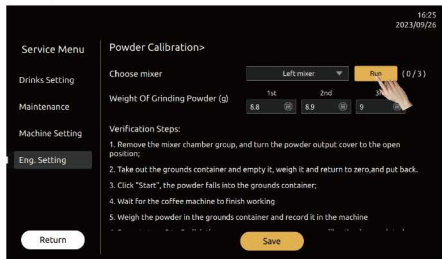 16:25
2023/09/26
Service Menu
Powder Calibration>
Drinks Setting
Choose mixer
Left mixer
Run
(0/3)
Maintenance
Weight Of Grinding Powder (g)
1st
2nd
8.8
8.9
9
Machine Setting
Verification Steps:
1. Remove the mixer chamber group, and turn the powder output cover to the open
position;
Eng. Setting
2. Take out the grounds container and empty it, weigh it and return to zero,and put back.
3. Click "Start", the powder falls into the grounds container;
4. Wait for the coffee machine to finish working
5. Weigh the powder in the grounds container and record it in the machine
Return
Save